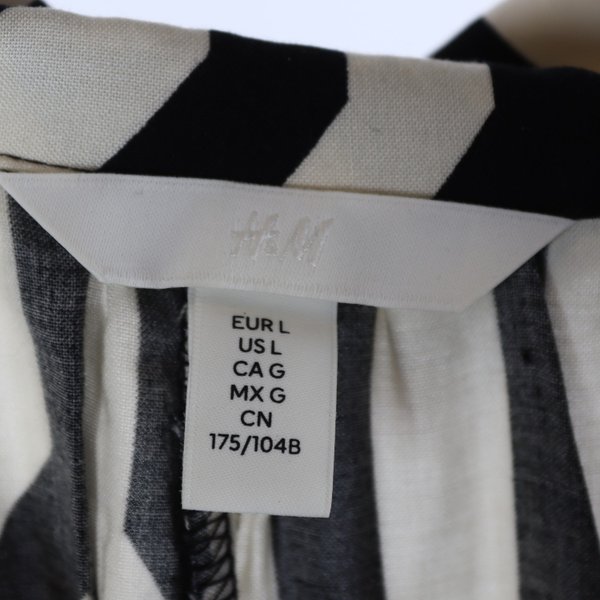 H&M
EUR L
US L
CA G
MX G
CN
175/104B